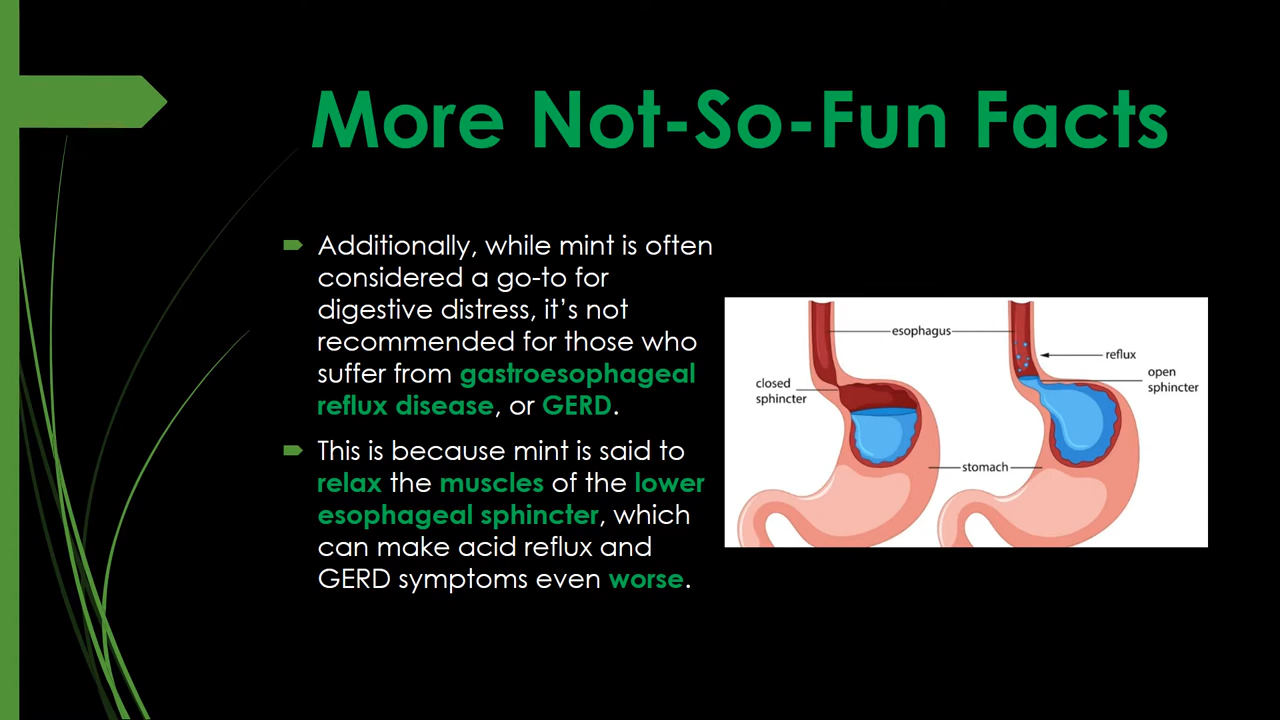 More Not-So-Fun Facts
Additionally, while mint is often
considered a go-to for
digestive distress, it’s not
recommended for those who
suffer from gastroesophageal
reflux disease, or GERD.
This is because mint is said to
relax the muscles of the lower
esophageal sphincter, which
can make acid reflux and
GERD symptoms even worse.
esophagus
reflux
open
sphincter
closed
sphincter
stomach